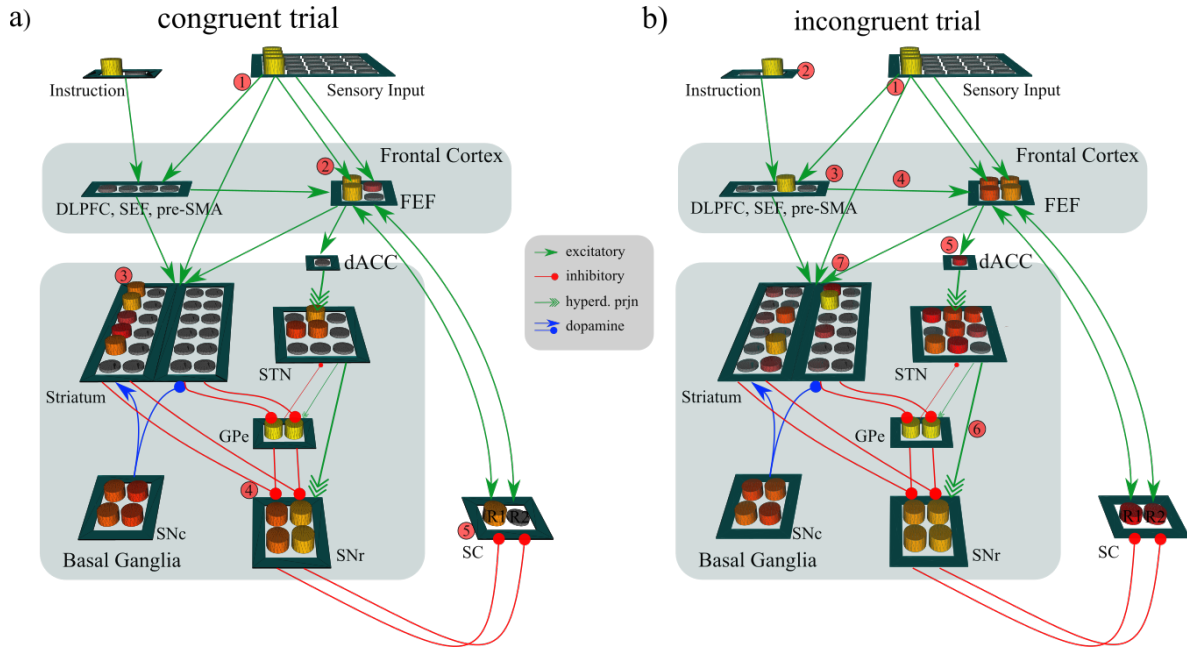 a)
congruent trial
1
Instruction
Sensory Input
2
Frontal Cortex
DLPFC, SEF, pre-SMA
FEF
dACC
3
STN
Striatum
GPe
4
SNc
SNr
R1 R2
5
SC
Basal Ganglia
excitatory
inhibitory
hyperd. prjn
dopamine
b)
incongruent trial
2
1
Instruction
Sensory Input
Frontal Cortex
3
4
DLPFC, SEF, pre-SMA
FEF
5
7
dACC
STN
Striatum
GPe
6
SNc
SNr
R1 R2
SC
Basal Ganglia